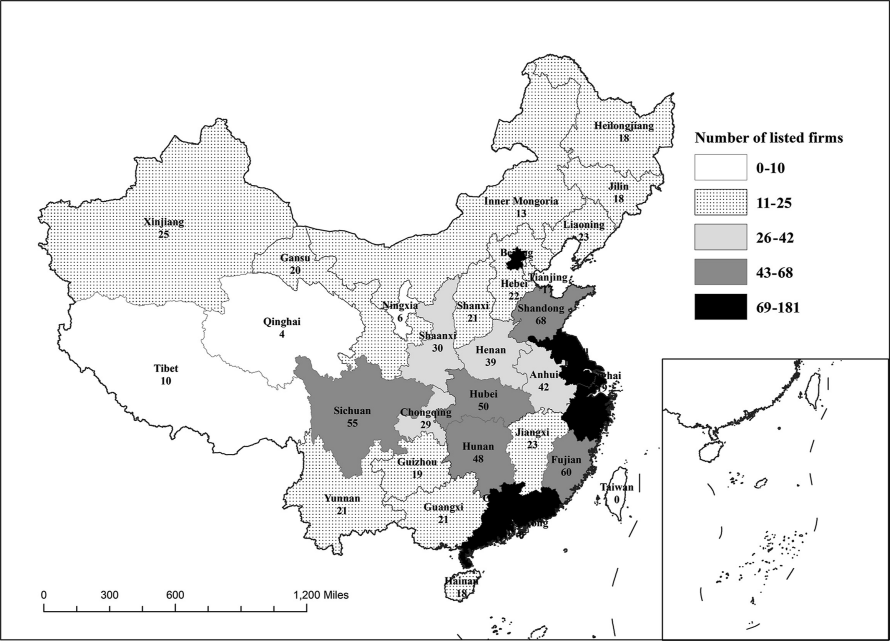 Heilongjiang
18
Number of listed firms
0-10
11-25
26-42
43-68
69-181
Jilin
18
Inner Mongoria
13
Liaoning
23
Xinjiang
25
Gansu
20
Tianjing
Hebei
22
Ningxia
6
Shanxi
21
Shandong
68
Qinghai
4
Shaanxi
30
Henan
39
Tibet
10
Anhui
42
Sichuan
55
Chongqing
29
Hubei
50
Jiangxi
23
Hunan
48
Guizhou
19
Fujian
60
Yunnan
21
Guangxi
21
Taiwan
0
Hainan
18
0 300 600 1,200 Miles